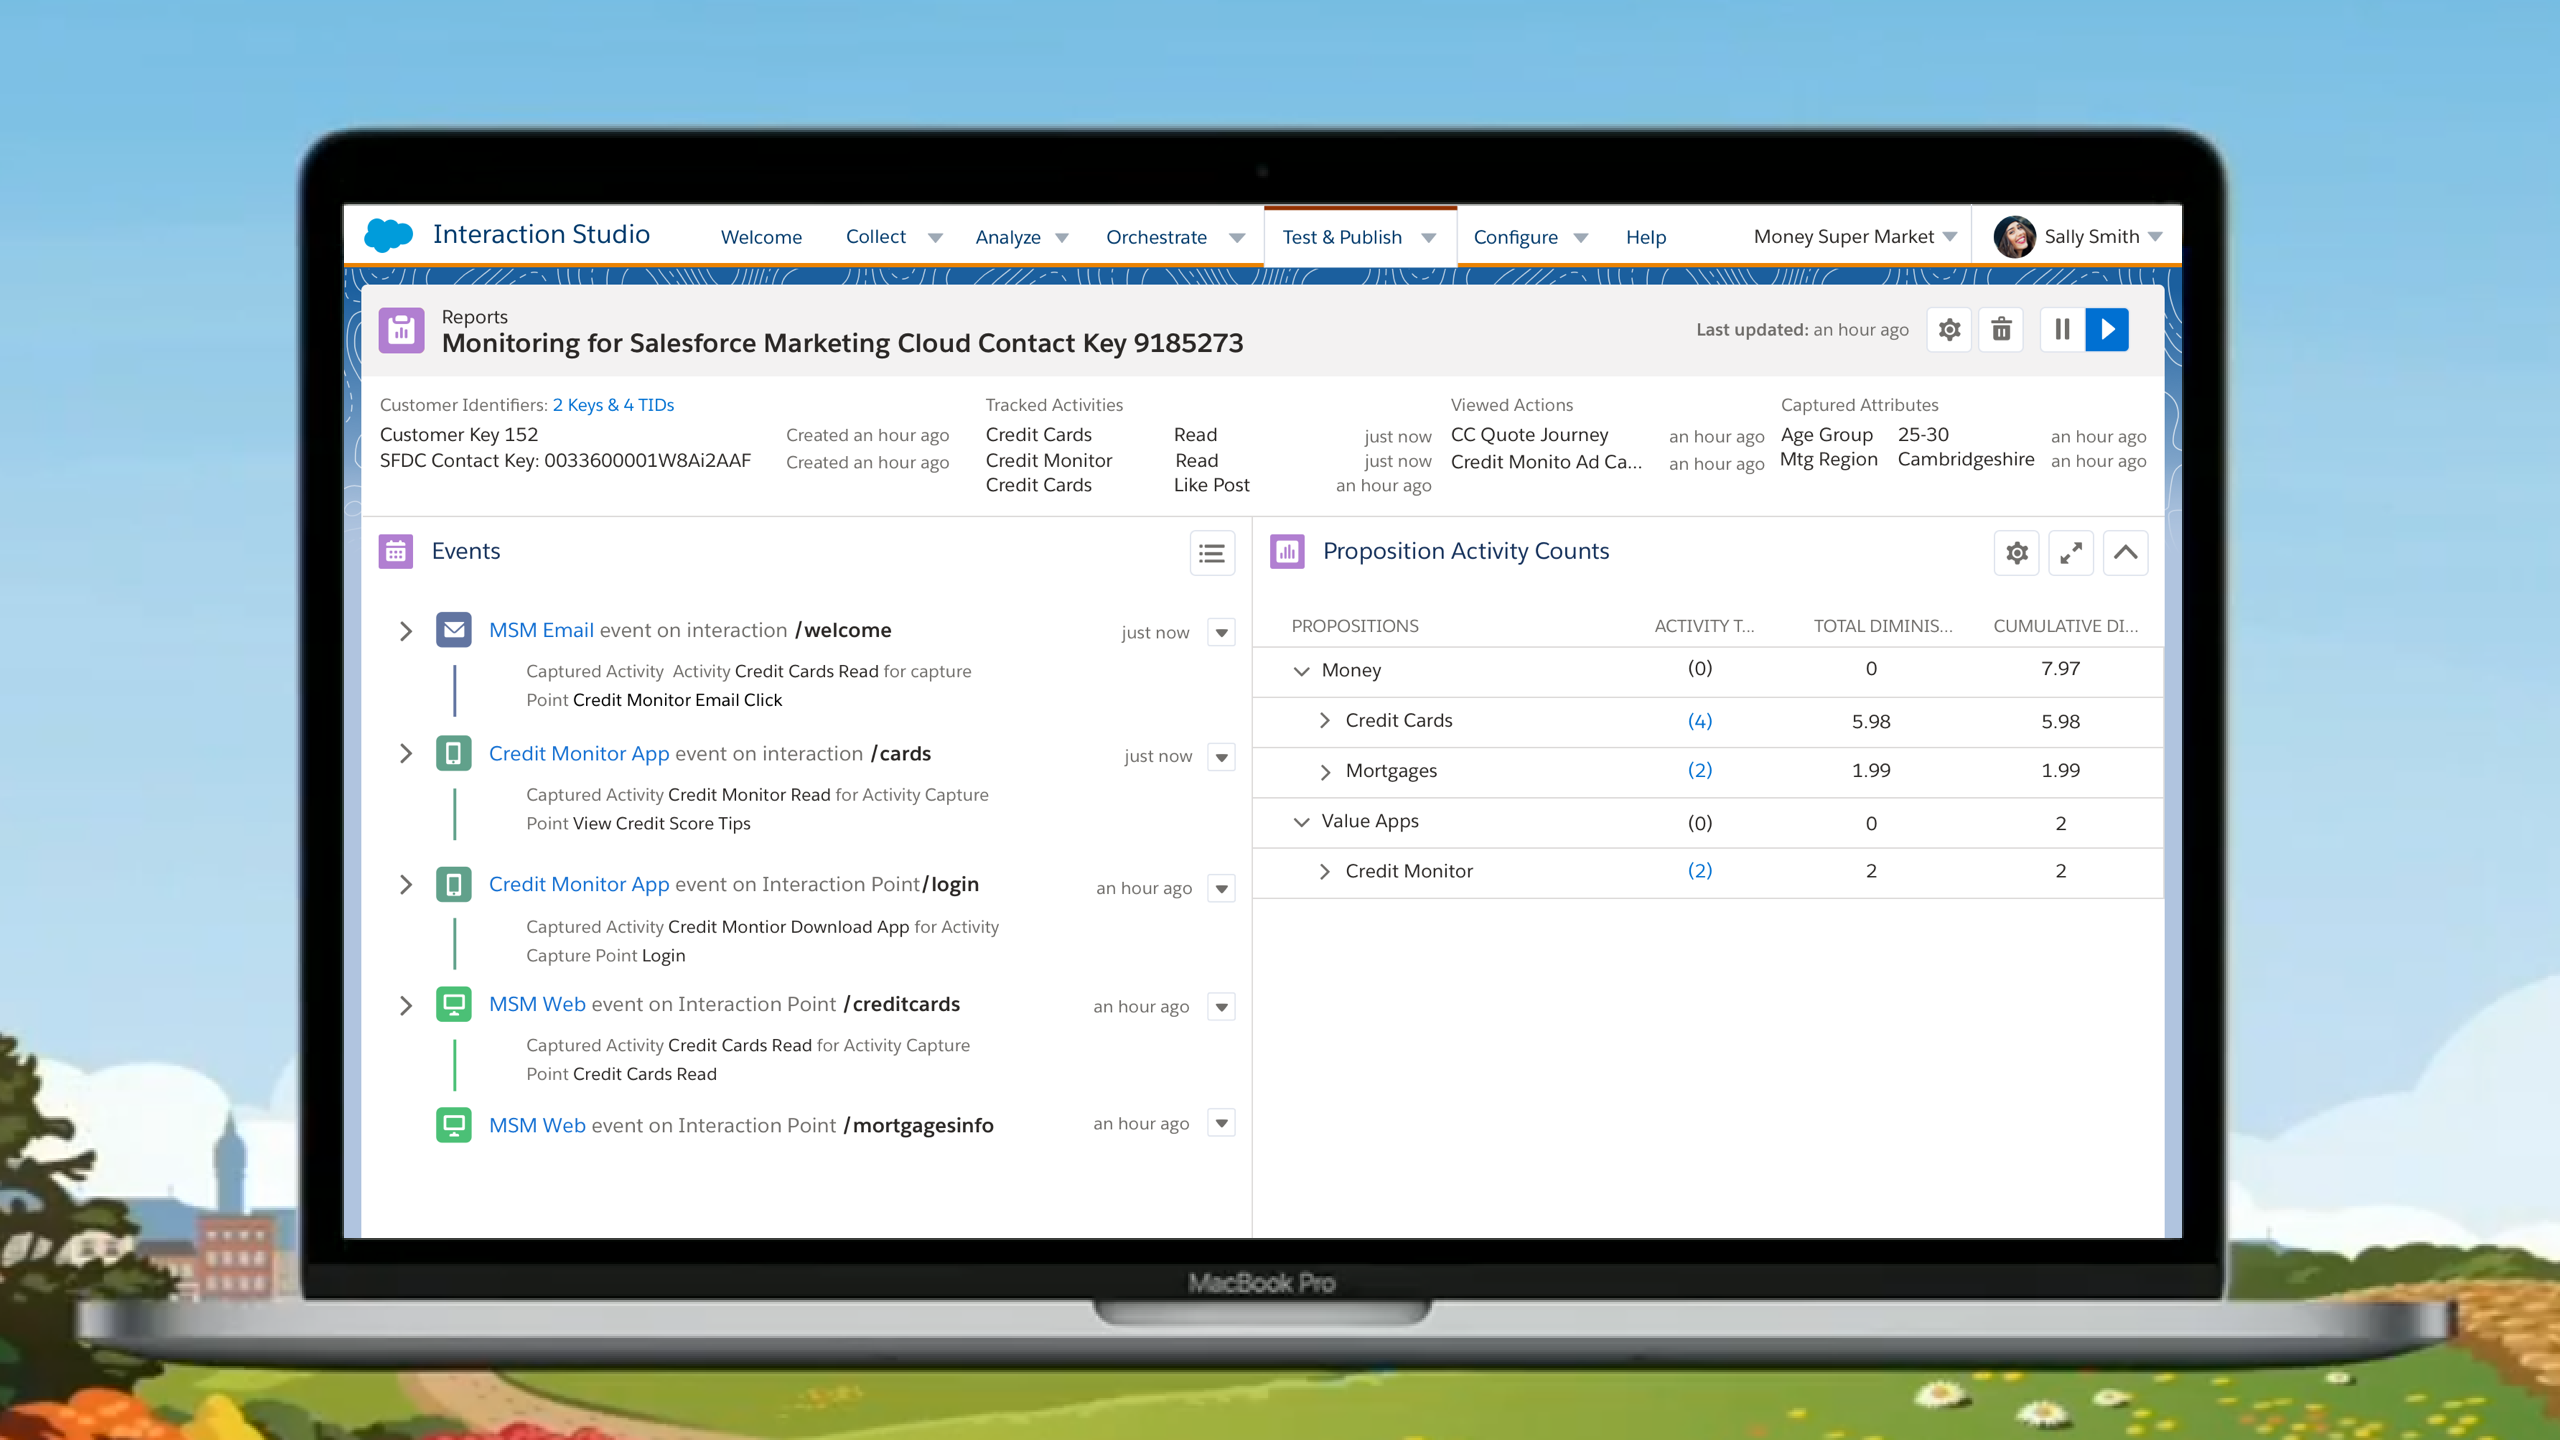 Interaction Studio Welcome Collect Analyze Orchestrate Test & Publish Configure Help Money Super Market Sally Smith
Reports
Monitoring for Salesforce Marketing Cloud Contact Key 9185273
Last updated: an hour ago
Customer Identifiers: 2 Keys & 4 TIDs
Customer Key 152 Created an hour ago
SFDC Contact Key: 0033600001W8Ai2AAF Created an hour ago
Tracked Activities
Credit Cards Read just now
Credit Monitor Read just now
Credit Cards Like Post an hour ago
Viewed Actions
CC Quote Journey an hour ago
Credit Monito Ad Ca... an hour ago
Captured Attributes
Age Group 25-30 an hour ago
Mtg Region Cambridgeshire an hour ago
Events
MSM Email event on interaction /welcome just now
Captured Activity Activity Credit Cards Read for capture
Point Credit Monitor Email Click
Credit Monitor App event on interaction /cards just now
Captured Activity Credit Monitor Read for Activity Capture
Point View Credit Score Tips
Credit Monitor App event on Interaction Point/login an hour ago
Captured Activity Credit Montior Download App for Activity
Capture Point Login
MSM Web event on Interaction Point /creditcards an hour ago
Captured Activity Credit Cards Read for Activity Capture
Point Credit Cards Read
MSM Web event on Interaction Point /mortgagesinfo an hour ago
Proposition Activity Counts
PROPOSITIONS ACTIVITY T... TOTAL DIMINIS... CUMULATIVE DI...
Money (0) 0 7.97
Credit Cards (4) 5.98 5.98
Mortgages (2) 1.99 1.99
Value Apps (0) 0 2
Credit Monitor (2) 2 2
MacBook Pro